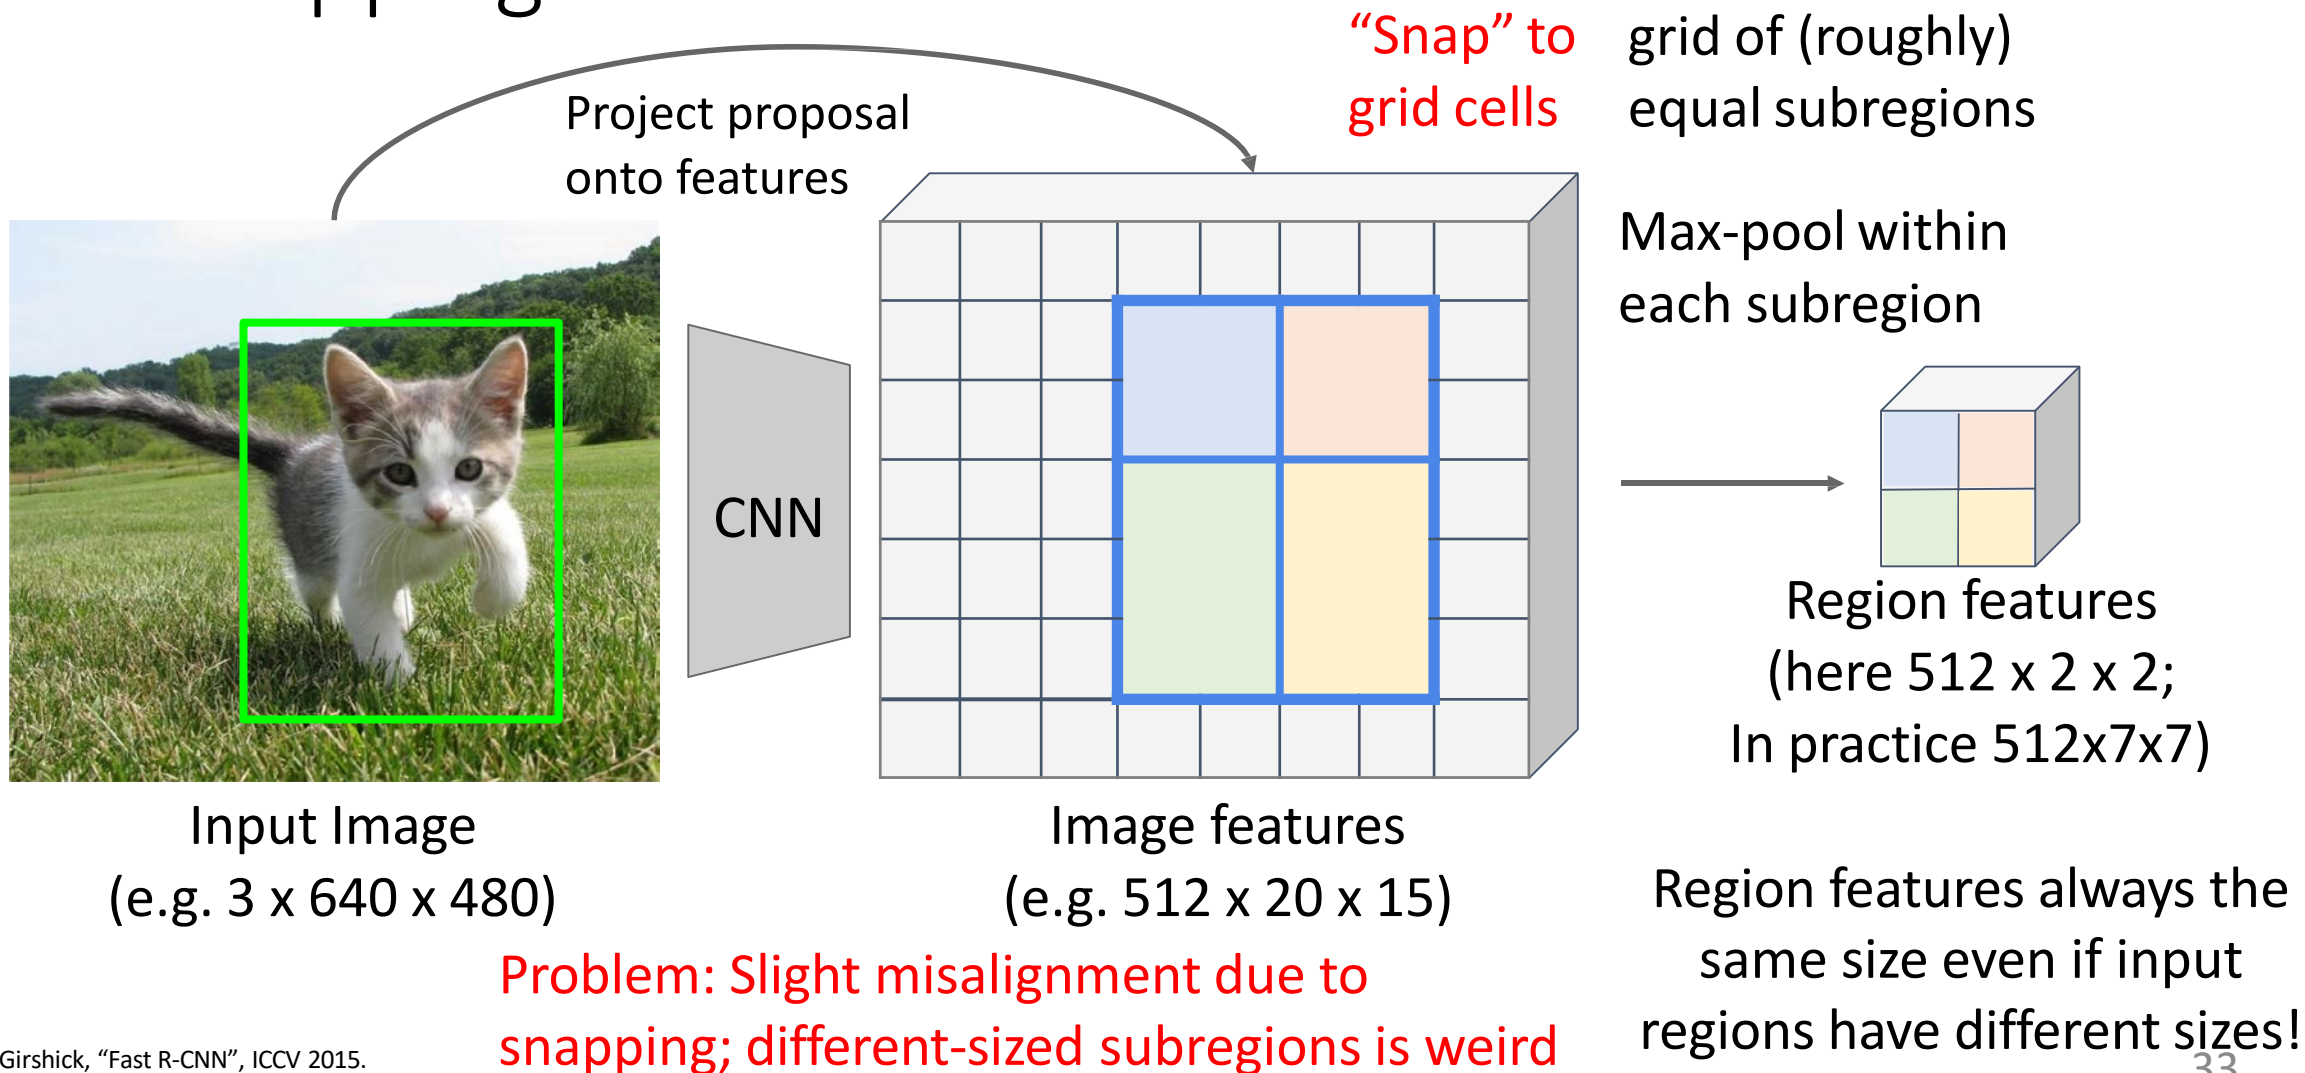 “Snap” to
grid cells
grid of (roughly)
equal subregions
Project proposal
onto features
Max-pool within
each subregion
CNN
Region features
(here 512 x 2 x 2;
In practice 512x7x7)
Input Image
(e.g. 3 x 640 x 480)
Image features
(e.g. 512 x 20 x 15)
Region features always the
same size even if input
regions have different sizes!
Problem: Slight misalignment due to
snapping; different-sized subregions is weird
Girshick, “Fast R-CNN”, ICCV 2015.
33